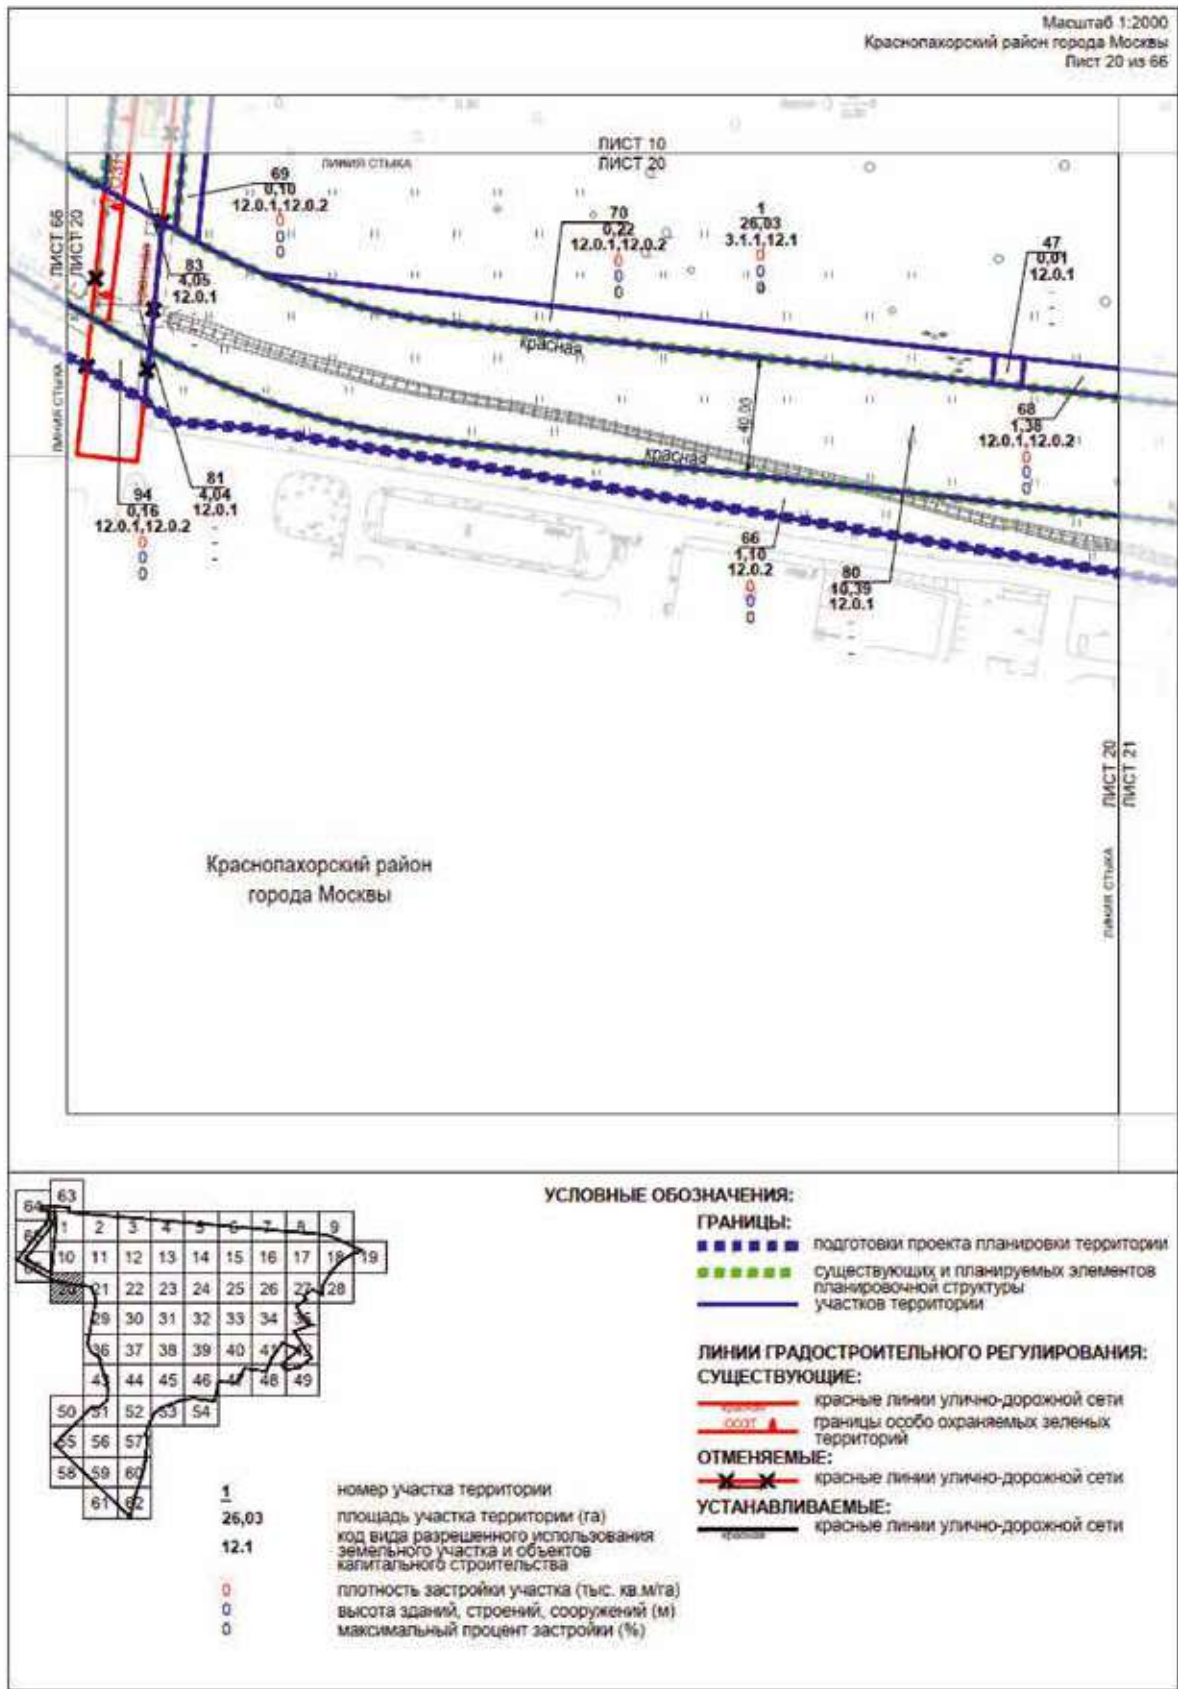 Масштаб 1:2000
Краснопахорский район города Москвы
Лист 20 из 66
ЛИСТ 10
ЛИНИЯ СТЫКА
ЛИСТ 20
ЛИСТ 66
ЛИСТ 20
69
0,10
12.0.1,12.0.2
0
0
0
70
0,22
12.0.1,12.0.2
0
0
0
1
26,03
3.1.1,12.1
0
0
0
47
0,01
12.0.1
-
-
-
83
4,05
12.0.1
красная
40.00
красная
ЛИНИЯ СТЫКА
68
1,38
12.0.1,12.0.2
0
0
0
94
0,16
12.0.1,12.0.2
0
0
0
81
4,04
12.0.1
-
-
-
66
1,10
12.0.2
0
0
0
80
10,39
12.0.1
-
-
-
ЛИСТ 20
ЛИСТ 21
ЛИНИЯ СТЫКА
Краснопахорский район
города Москвы
64 63
1 2 3 4 5 6 7 8 9
10 11 12 13 14 15 16 17 18 19
20 21 22 23 24 25 26 27 28
29 30 31 32 33 34 35
36 37 38 39 40 41 42
43 44 45 46 47 48 49
50 51 52 53 54
55 56 57
58 59 60
61 62
УСЛОВНЫЕ ОБОЗНАЧЕНИЯ:
ГРАНИЦЫ:
подготовки проекта планировки территории
существующих и планируемых элементов
планировочной структуры
участков территории
ЛИНИИ ГРАДОСТРОИТЕЛЬНОГО РЕГУЛИРОВАНИЯ:
СУЩЕСТВУЮЩИЕ:
красная
красные линии улично-дорожной сети
ООЗТ
границы особо охраняемых зеленых
территорий
ОТМЕНЯЕМЫЕ:
красные линии улично-дорожной сети
УСТАНАВЛИВАЕМЫЕ:
красная
красные линии улично-дорожной сети
1 номер участка территории
26,03 площадь участка территории (га)
12.1 код вида разрешенного использования
земельного участка и объектов
капитального строительства
0 плотность застройки участка (тыс. кв.м/га)
0 высота зданий, строений, сооружений (м)
0 максимальный процент застройки (%)